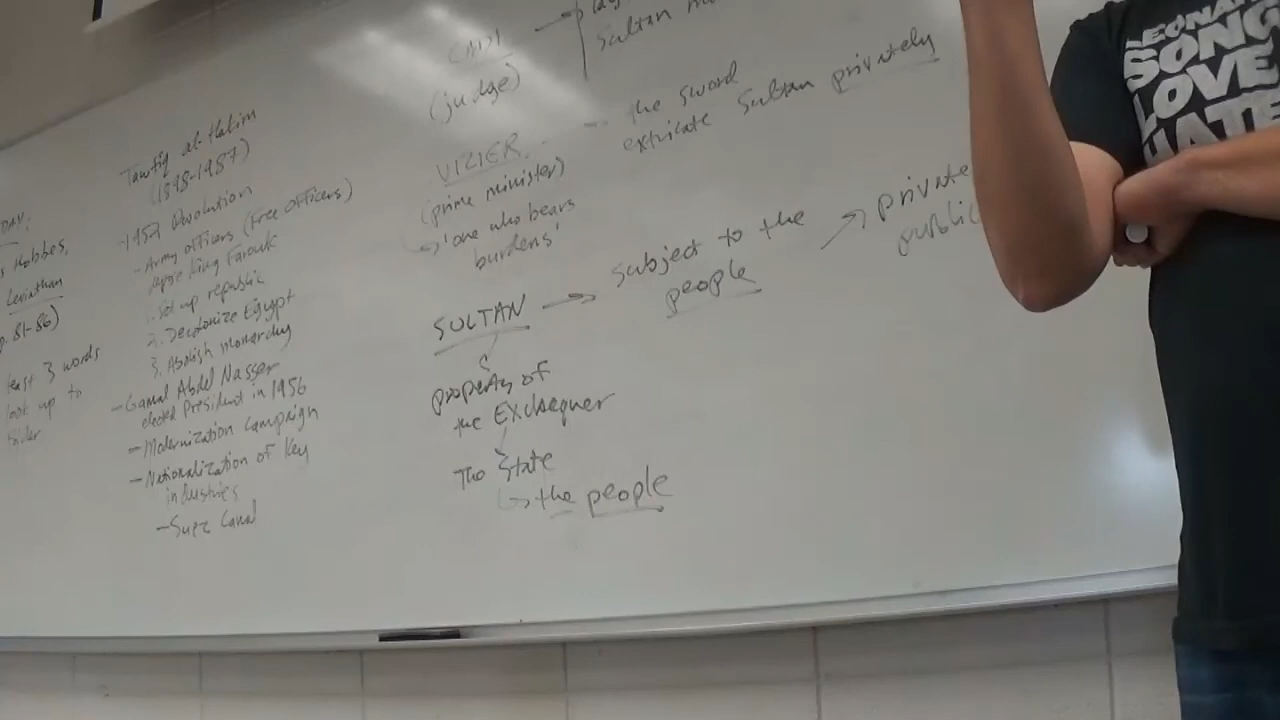 DAY:
Hobbes,
Leviathan
p. 81-86)
least 3 words
look up to
Tawfiq al-Hakim
(1898-1987)
-1952 Revolution
- Army officers (Free Officers)
depose King Farouk
1. Set up republic
2. Decolonize Egypt
3. Abolish monarchy
- Gamal Abdel Nasser
elected President in 1956
- Modernization campaign
- Nationalization of key
industries
- Suez Canal
(judge)
Sultan
VIZIER
(prime minister)
→ 'one who bears
burdens'
the sword
extricate Sultan privately
SULTAN → subject to the
people
→ private
public
property of
the Exchequer
The State
↳ the people
SONG
LOVE
HATE